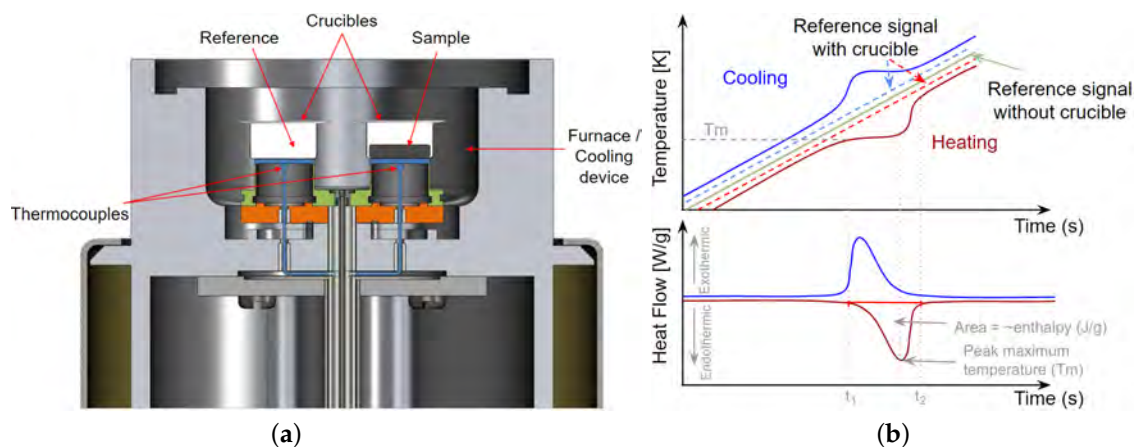 Crucibles
Reference
Sample
Furnace /
Cooling
device
Thermocouples
(a)
Temperature [K]
Cooling
Reference signal
with crucible
Reference signal
without crucible
Tm
Heating
Time (s)
Heat Flow [W/g]
Exothermic
Endothermic
Area = ~enthalpy (J/g)
Peak maximum
temperature (Tm)
t1
t2
Time (s)
(b)